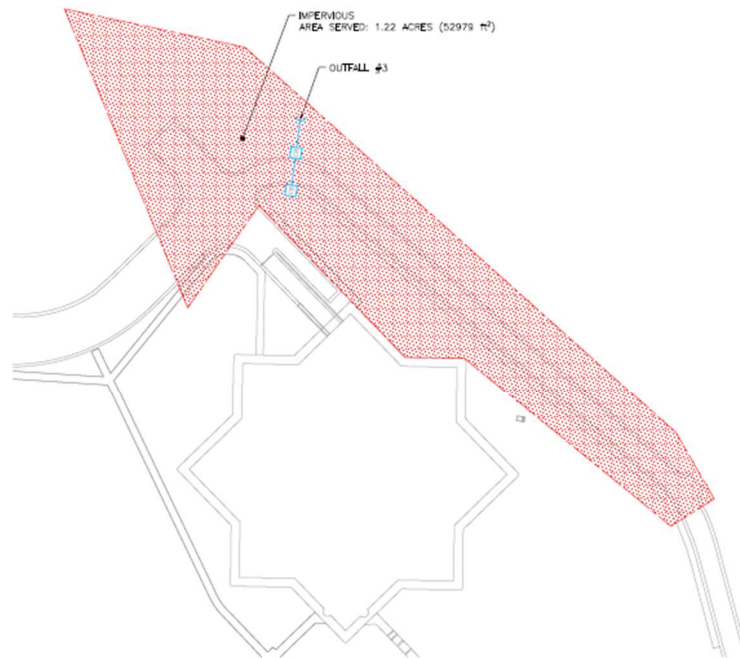 IMPERVIOUS
AREA SERVED: 1.22 ACRES (52979 ft²)
OUTFALL #3